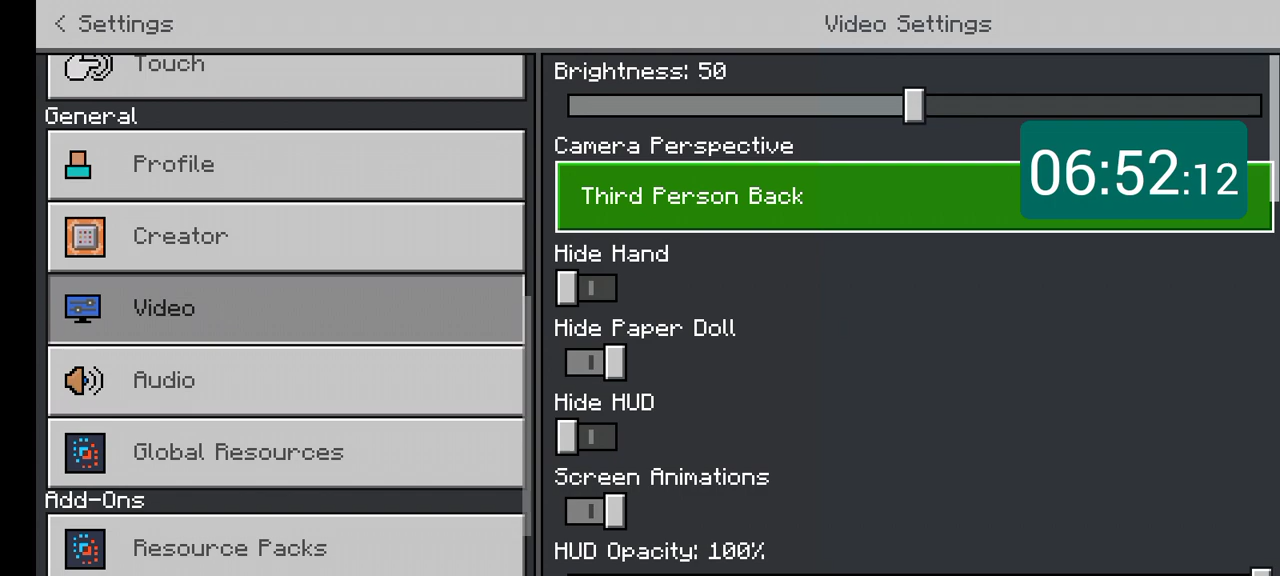 < Settings
Video Settings
Touch
General
Profile
Creator
Video
Audio
Global Resources
Add-Ons
Resource Packs
Brightness: 50
Camera Perspective
Third Person Back
06:52:12
Hide Hand
Hide Paper Doll
Hide HUD
Screen Animations
HUD Opacity: 100%